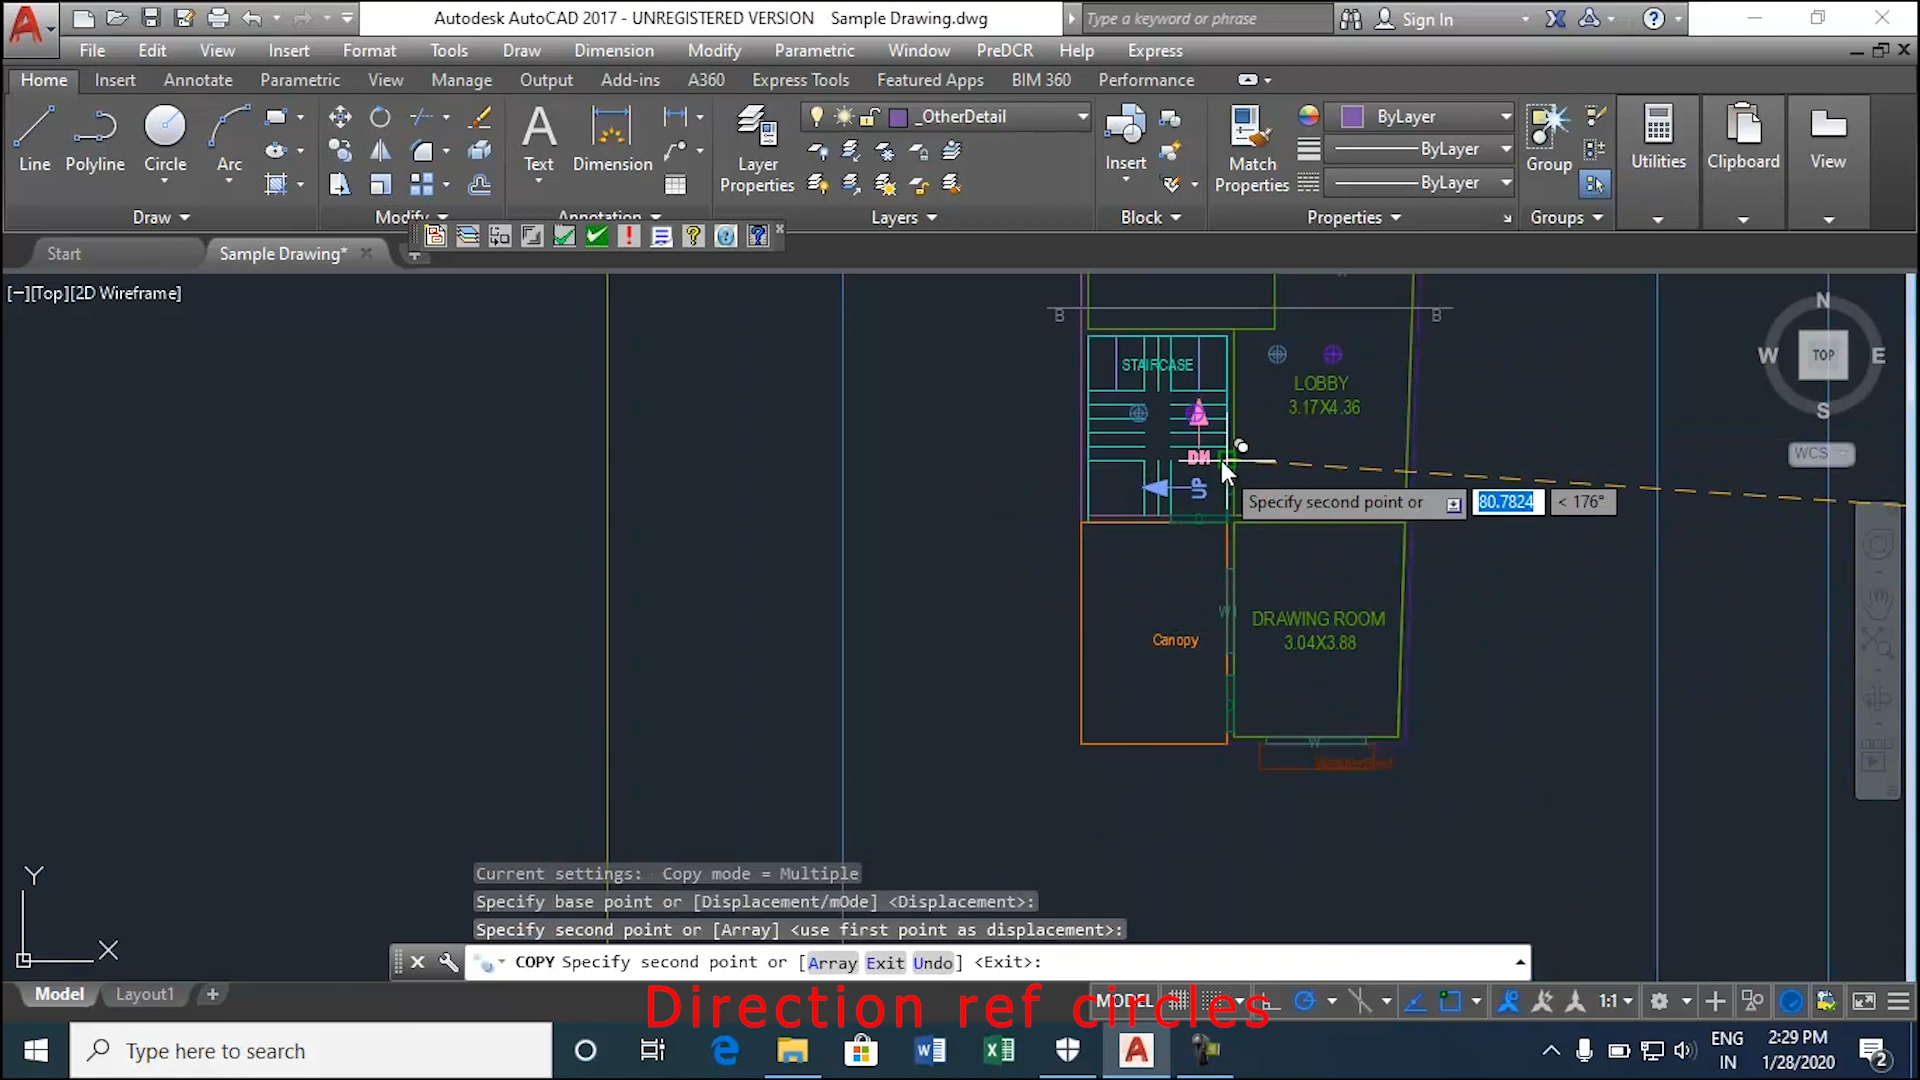 Autodesk AutoCAD 2017 - UNREGISTERED VERSION Sample Drawing.dwg
Type a keyword or phrase
Sign In
File Edit View Insert Format Tools Draw Dimension Modify Parametric Window PreDCR Help Express
Home Insert Annotate Parametric View Manage Output Add-ins A360 Express Tools Featured Apps BIM 360 Performance
_OtherDetail
ByLayer
ByLayer
ByLayer
Line Polyline Circle Arc
Text Dimension
Layer Properties
Insert
Match Properties
Group
Utilities Clipboard View
Draw Modify Annotation Layers Block Properties Groups
Start Sample Drawing*
[−][Top][2D Wireframe]
N
W TOP E
S
WCS
B B
STAIRCASE
LOBBY
3.17X4.36
DN
UP
Specify second point or 80.7824 < 176°
W
DRAWING ROOM
3.04X3.88
Canopy
W
Y
X
Current settings: Copy mode = Multiple
Specify base point or [Displacement/mOde] <Displacement>:
Specify second point or [Array] <use first point as displacement>:
COPY Specify second point or [Array Exit Undo] <Exit>:
Model Layout1 +
MODEL 1:1
Direction ref circles
Type here to search
ENG
IN
2:29 PM
1/28/2020
2